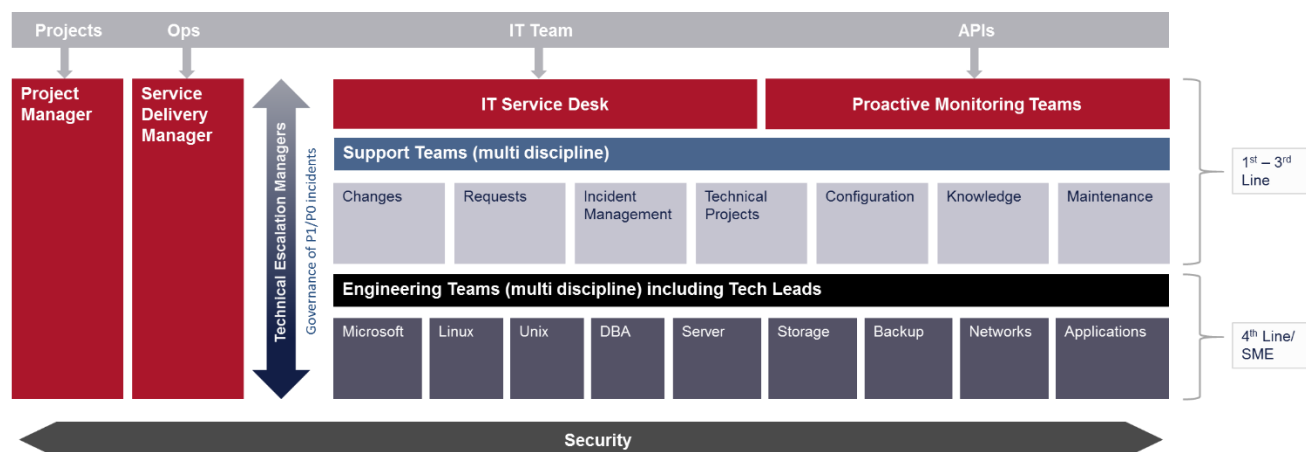 Projects
Ops
IT Team
APIs
Project
Manager
Service
Delivery
Manager
Technical Escalation Managers
Governance of P1/P0 incidents
IT Service Desk
Proactive Monitoring Teams
Support Teams (multi discipline)
Changes
Requests
Incident
Management
Technical
Projects
Configuration
Knowledge
Maintenance
1st – 3rd
Line
Engineering Teams (multi discipline) including Tech Leads
Microsoft
Linux
Unix
DBA
Server
Storage
Backup
Networks
Applications
4th Line/
SME
Security